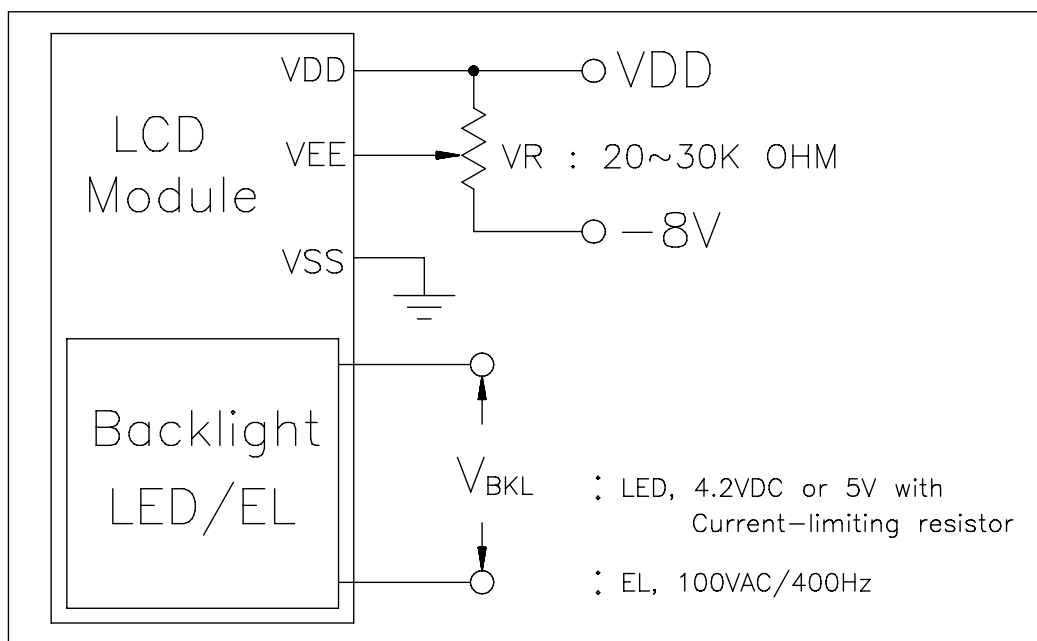 VDD
VDD
LCD
Module
VEE
VR : 20~30K OHM
-8V
VSS
Backlight
LED/EL
VBKL
: LED, 4.2VDC or 5V with
Current-limiting resistor
: EL, 100VAC/400Hz